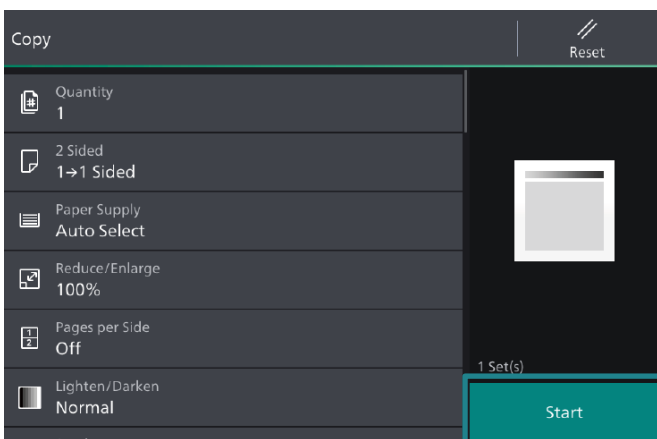 Copy
Reset
Quantity
1
2 Sided
1→1 Sided
Paper Supply
Auto Select
Reduce/Enlarge
100%
Pages per Side
Off
Lighten/Darken
Normal
1 Set(s)
Start